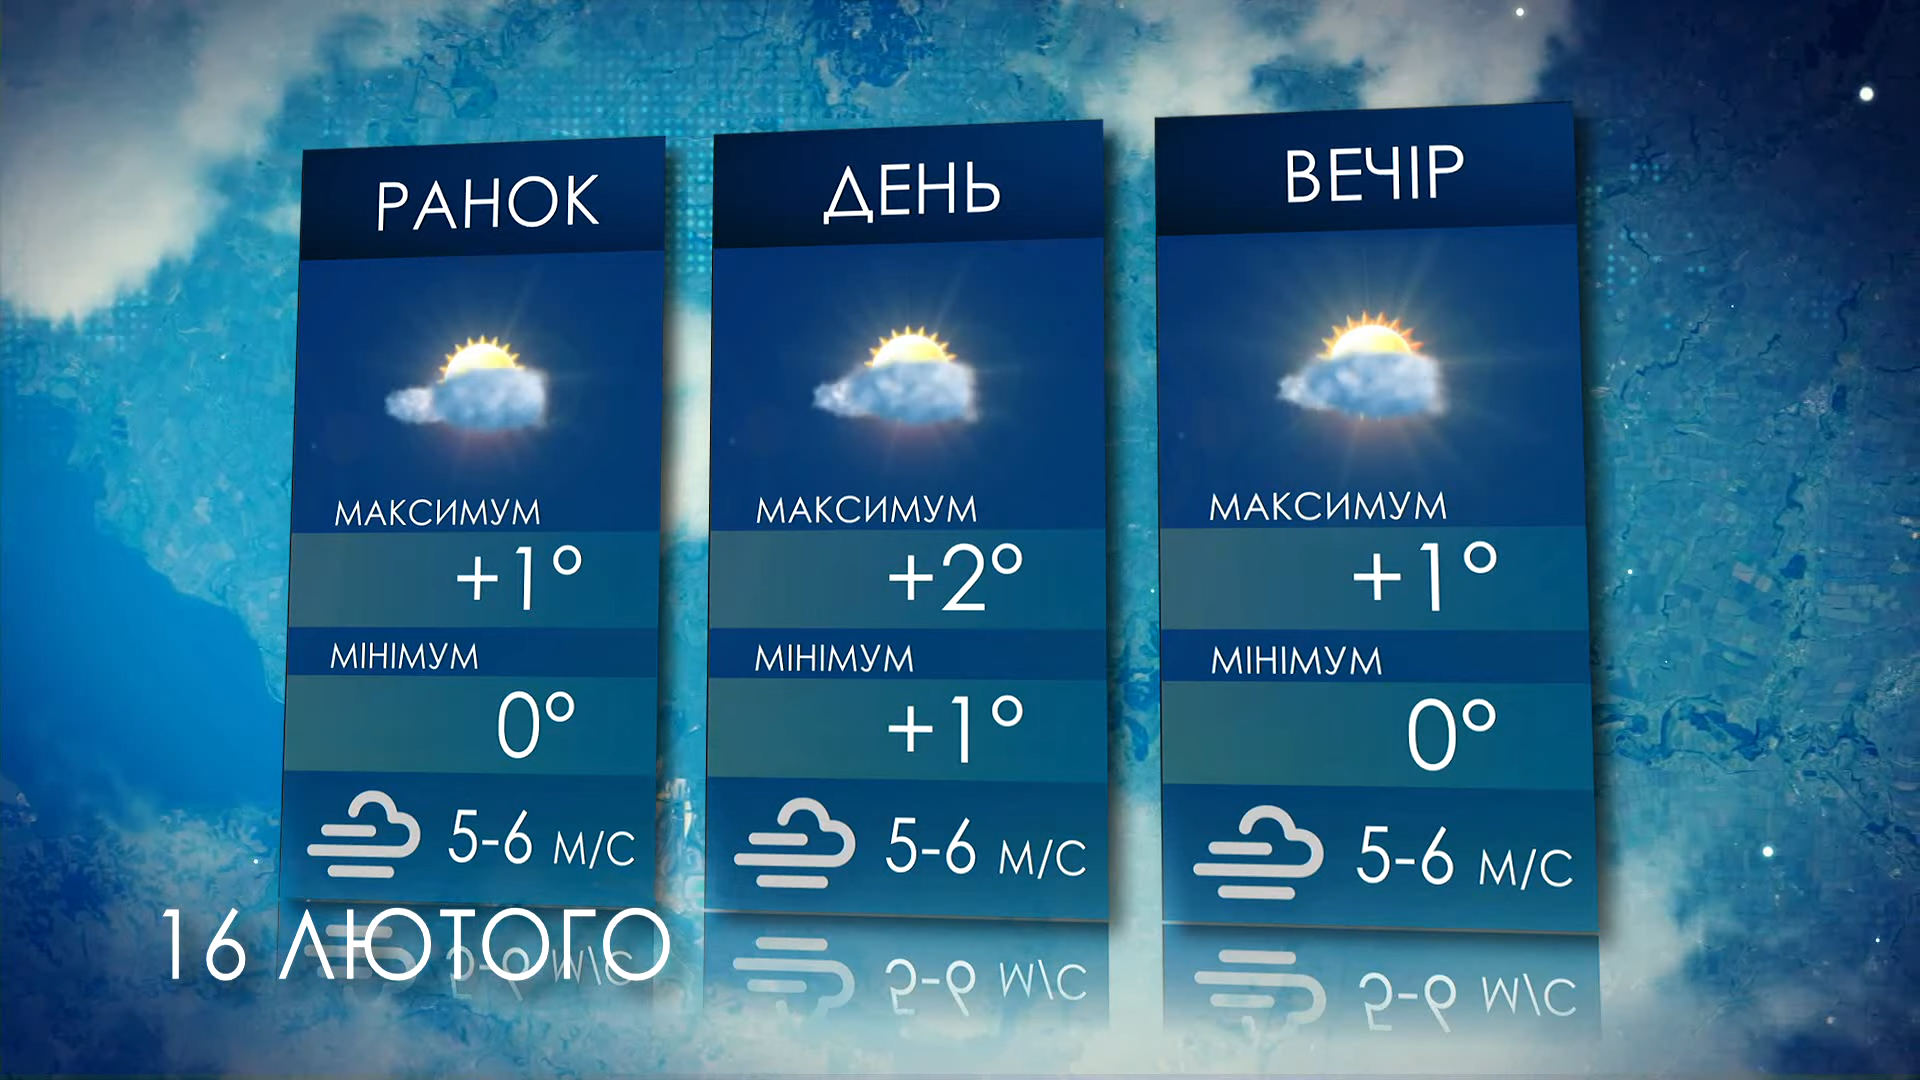 РАНОК
МАКСИМУМ
+1°
МІНІМУМ
0°
5-6 М/С
ДЕНЬ
МАКСИМУМ
+2°
МІНІМУМ
+1°
5-6 М/С
ВЕЧІР
МАКСИМУМ
+1°
МІНІМУМ
0°
5-6 М/С
16 ЛЮТОГО